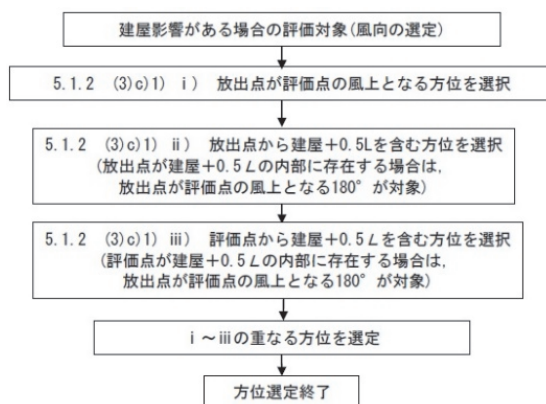 建屋影響がある場合の評価対象(風向の選定)
5.1.2 (3)c)1) ⅰ) 放出点が評価点の風上となる方位を選択
5.1.2 (3)c)1) ⅱ) 放出点から建屋+0.5Lを含む方位を選択
(放出点が建屋+0.5Lの内部に存在する場合は,
放出点が評価点の風上となる180°が対象)
5.1.2 (3)c)1) ⅲ) 評価点から建屋+0.5Lを含む方位を選択
(評価点が建屋+0.5Lの内部に存在する場合は,
放出点が評価点の風上となる180°が対象)
ⅰ~ⅲの重なる方位を選定
方位選定終了